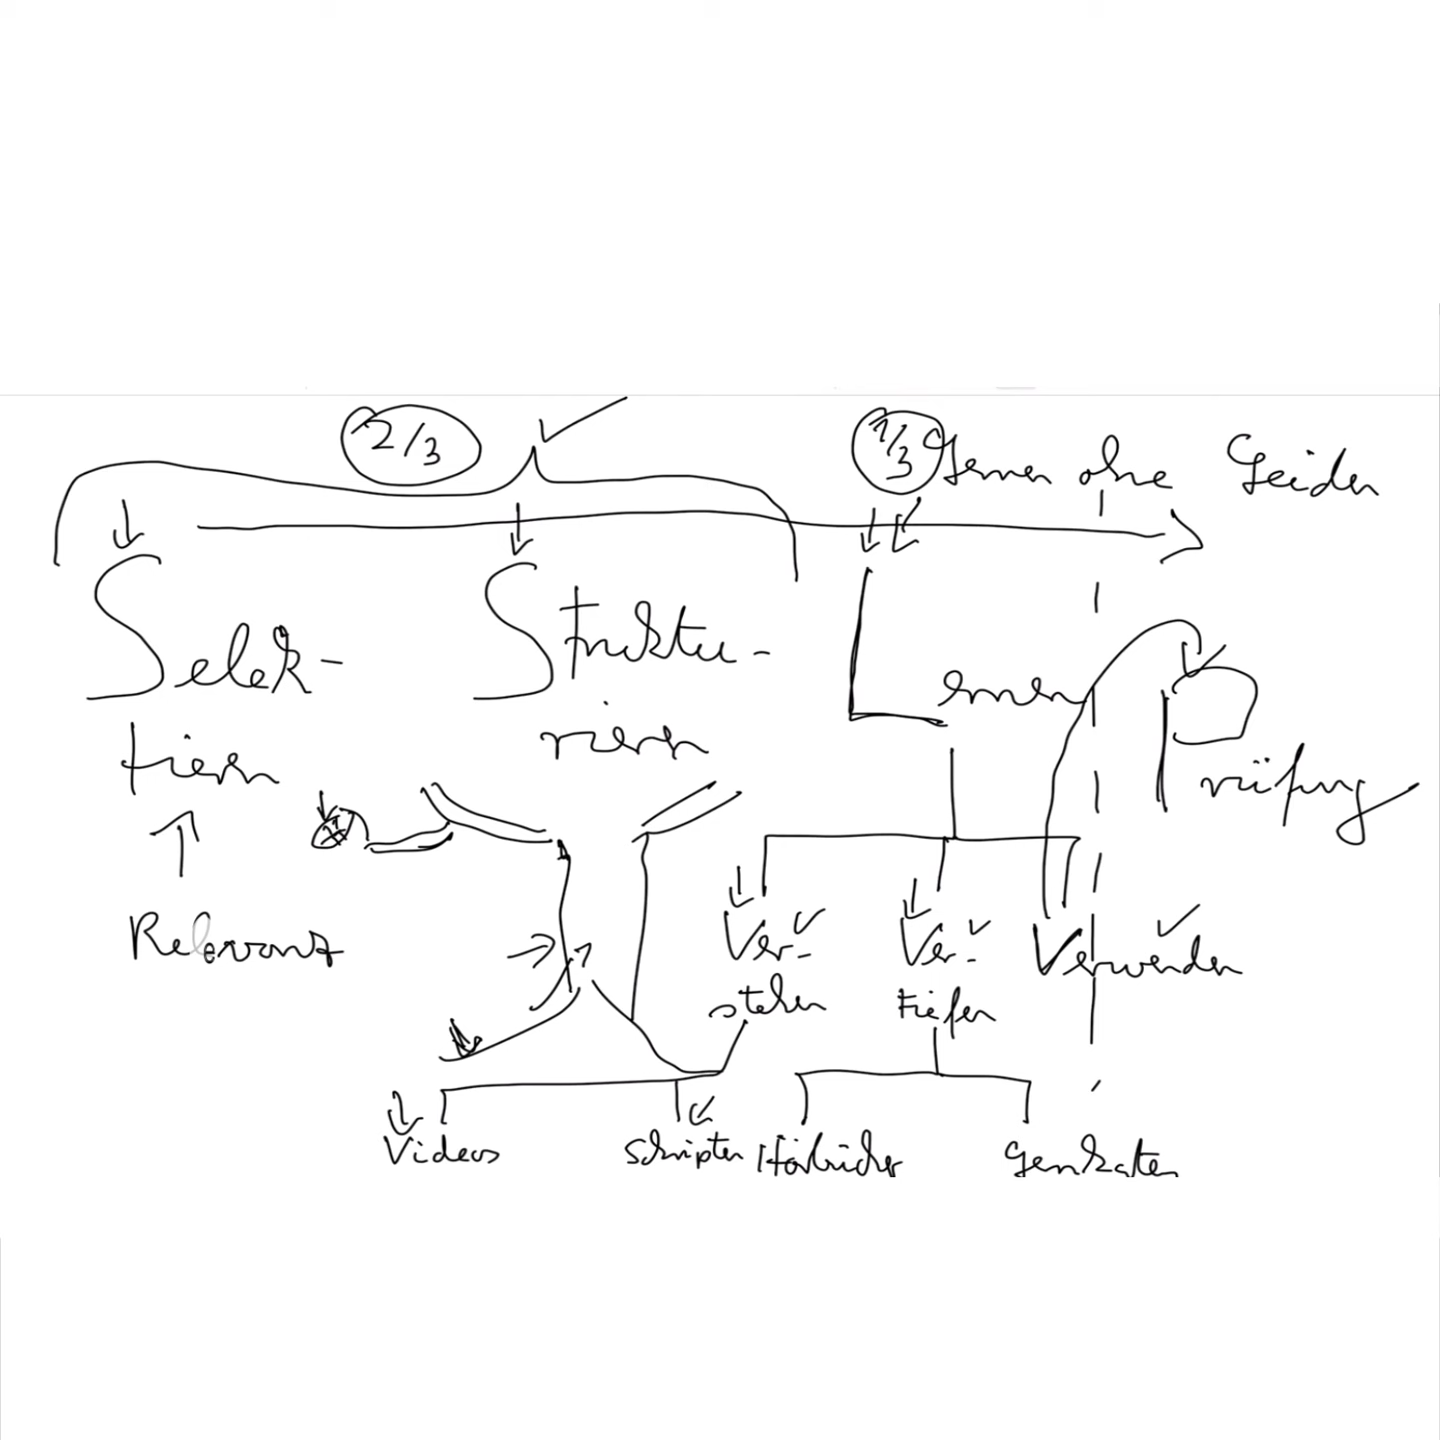 2/3
1/3 Lernen ohne Leiden
Selek-
tieren
Struktu-
rieren
Lernen
Prüfung
Relevanz
Ver-
stehen
Ver-
tiefen
Verwenden
Videos
Skripten
Hörbücher